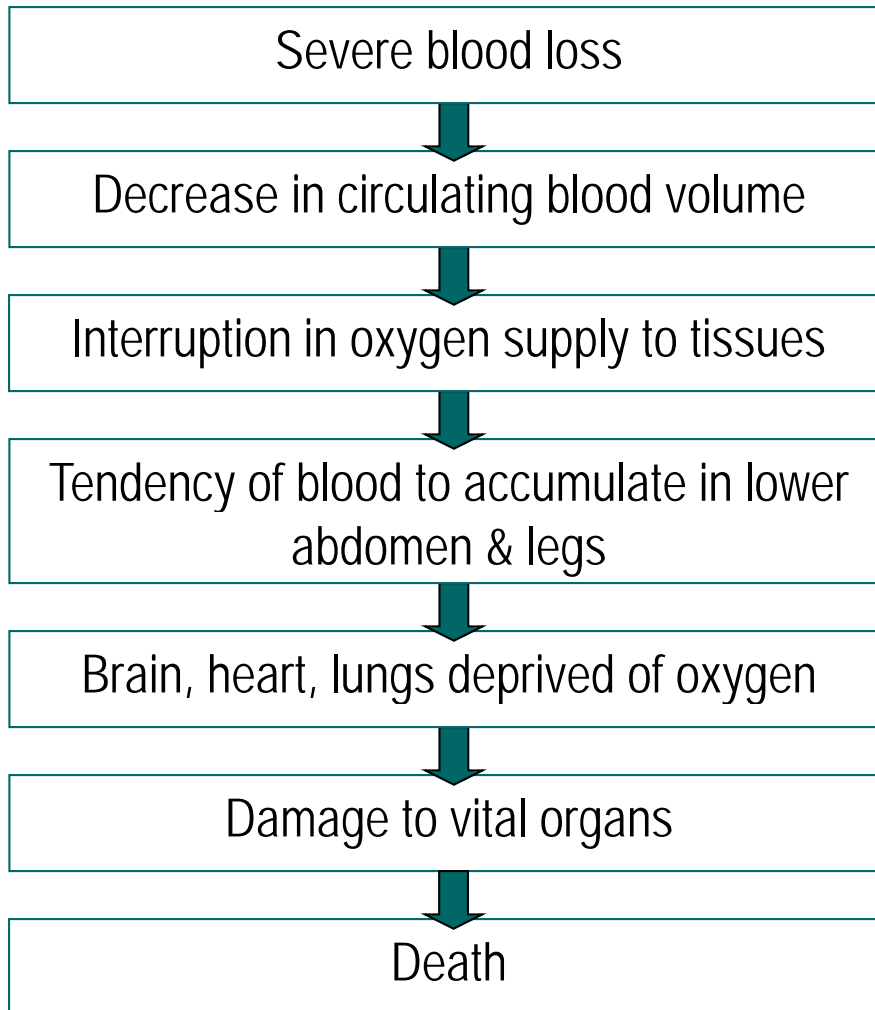 Severe blood loss
Decrease in circulating blood volume
Interruption in oxygen supply to tissues
Tendency of blood to accumulate in lower
abdomen & legs
Brain, heart, lungs deprived of oxygen
Damage to vital organs
Death